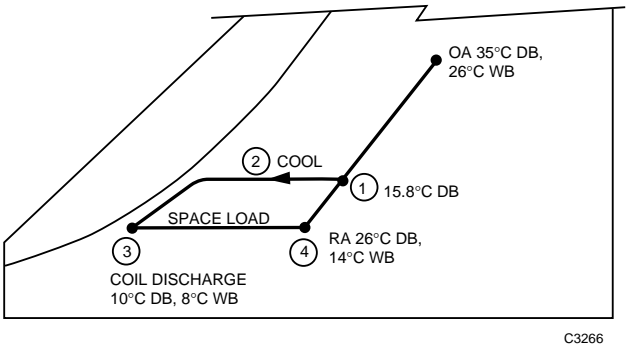 OA 35°C DB,
26°C WB
2 COOL
1 15.8°C DB
SPACE LOAD
3
4 RA 26°C DB,
14°C WB
COIL DISCHARGE
10°C DB, 8°C WB
C3266